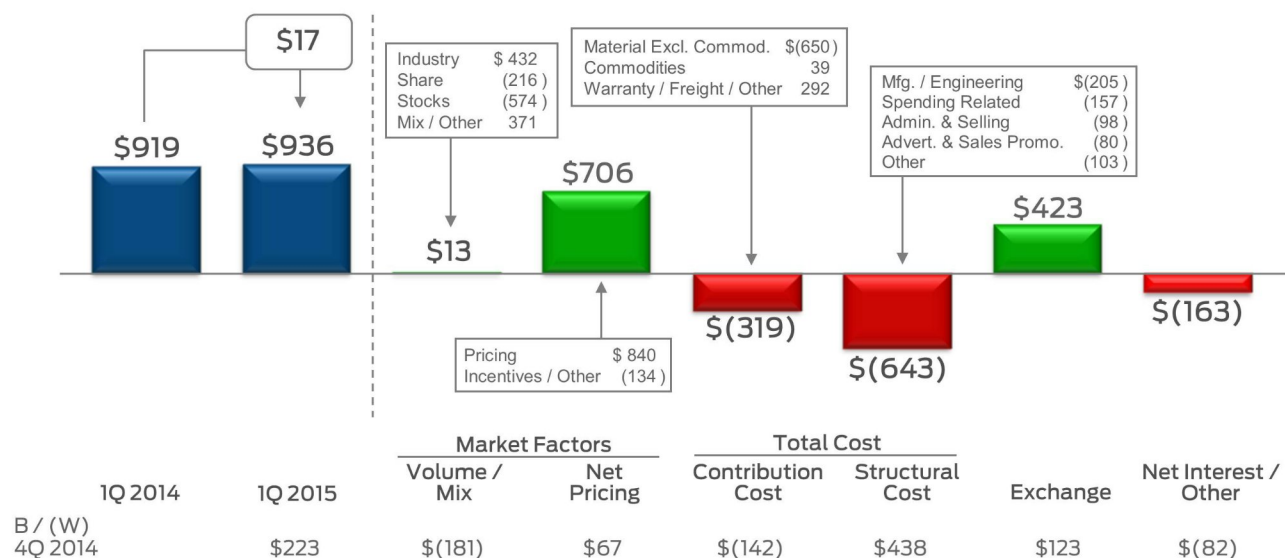 $17
$919
$936
Industry $ 432
Share (216 )
Stocks (574 )
Mix / Other 371
$13
$706
Pricing $ 840
Incentives / Other (134 )
Material Excl. Commod. $(650 )
Commodities 39
Warranty / Freight / Other 292
$(319)
Mfg. / Engineering $(205 )
Spending Related (157 )
Admin. & Selling (98 )
Advert. & Sales Promo. (80 )
Other (103 )
$(643)
$423
$(163)
Market Factors Total Cost
1Q 2014 1Q 2015 Volume / Mix Net Pricing Contribution Cost Structural Cost Exchange Net Interest / Other
B / (W)
4Q 2014 $223 $(181) $67 $(142) $438 $123 $(82)